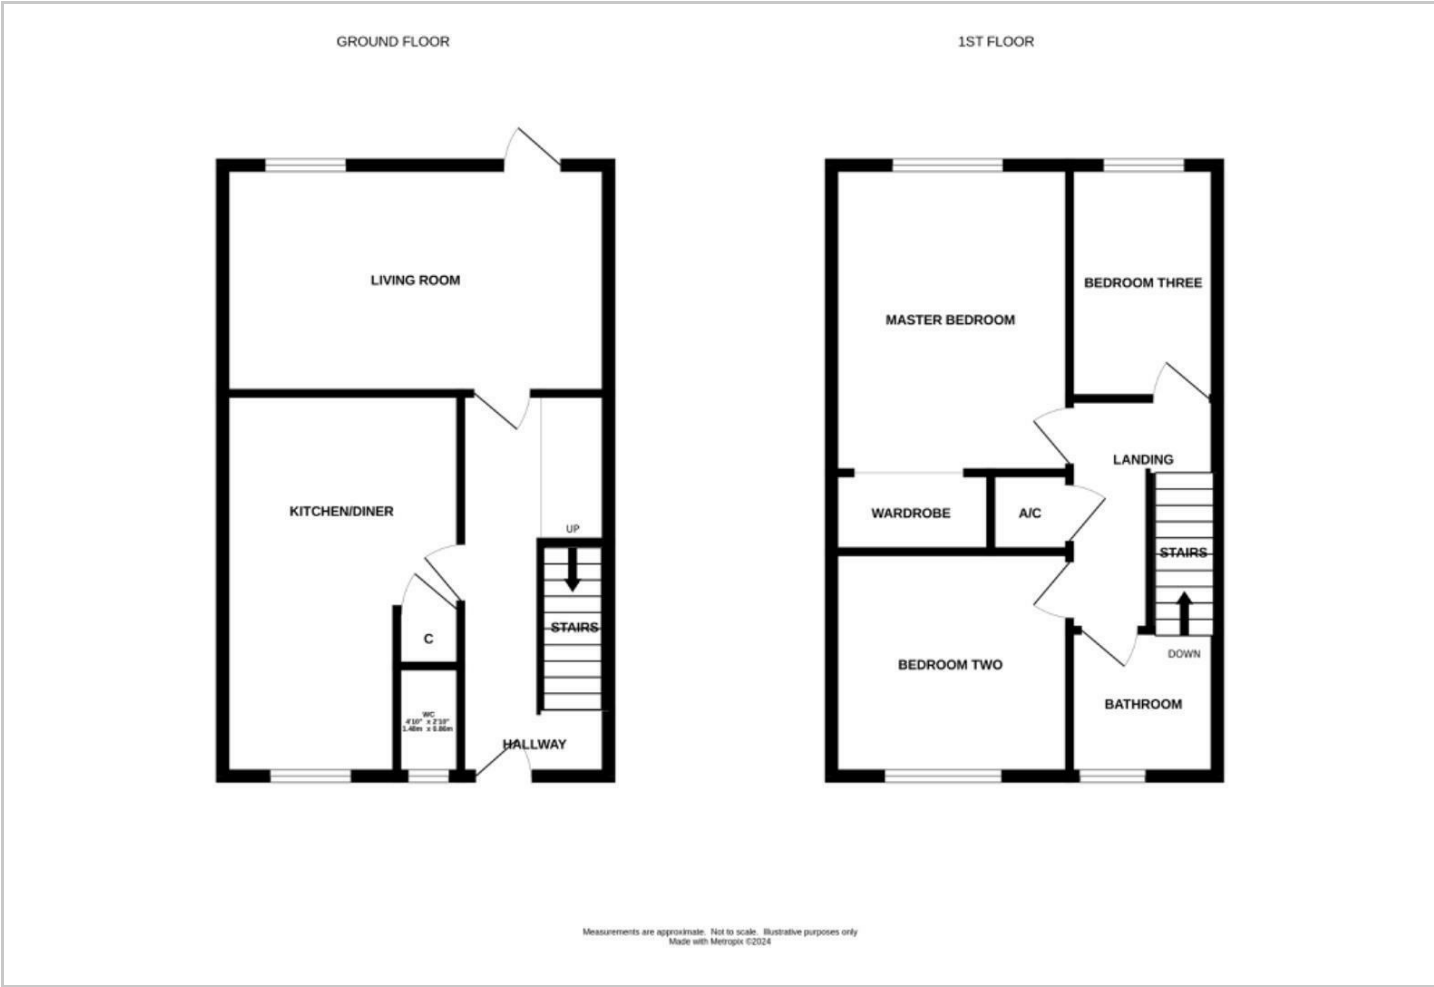 GROUND FLOOR
1ST FLOOR
LIVING ROOM
KITCHEN/DINER
UP
STAIRS
C
WC
4'10" x 2'10"
1.48m x 0.86m
HALLWAY
BEDROOM THREE
MASTER BEDROOM
LANDING
WARDROBE
A/C
STAIRS
DOWN
BEDROOM TWO
BATHROOM
Measurements are approximate. Not to scale. Illustrative purposes only
Made with Metropix ©2024